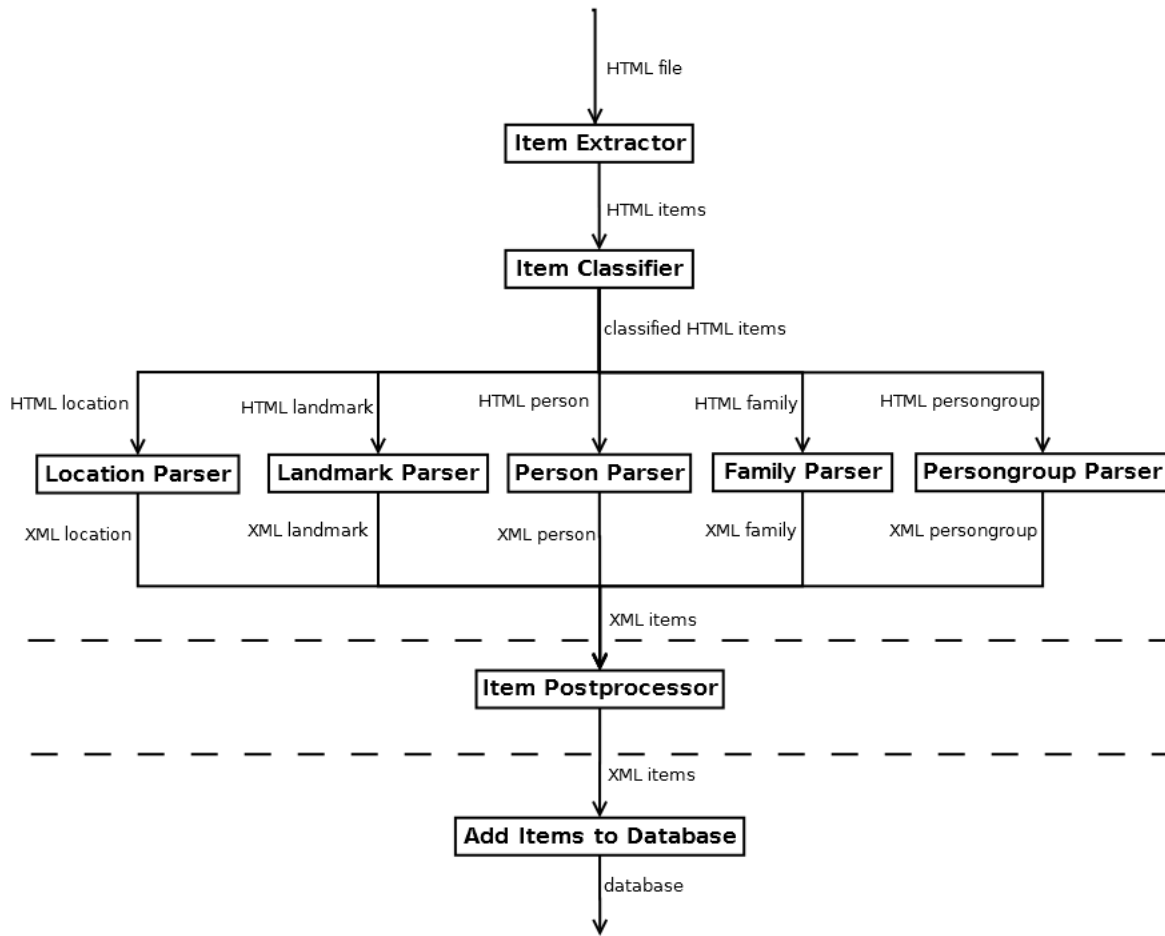 HTML file
Item Extractor
HTML items
Item Classifier
classified HTML items
HTML location
HTML landmark
HTML person
HTML family
HTML persongroup
Location Parser
Landmark Parser
Person Parser
Family Parser
Persongroup Parser
XML location
XML landmark
XML person
XML family
XML persongroup
XML items
Item Postprocessor
XML items
Add Items to Database
database